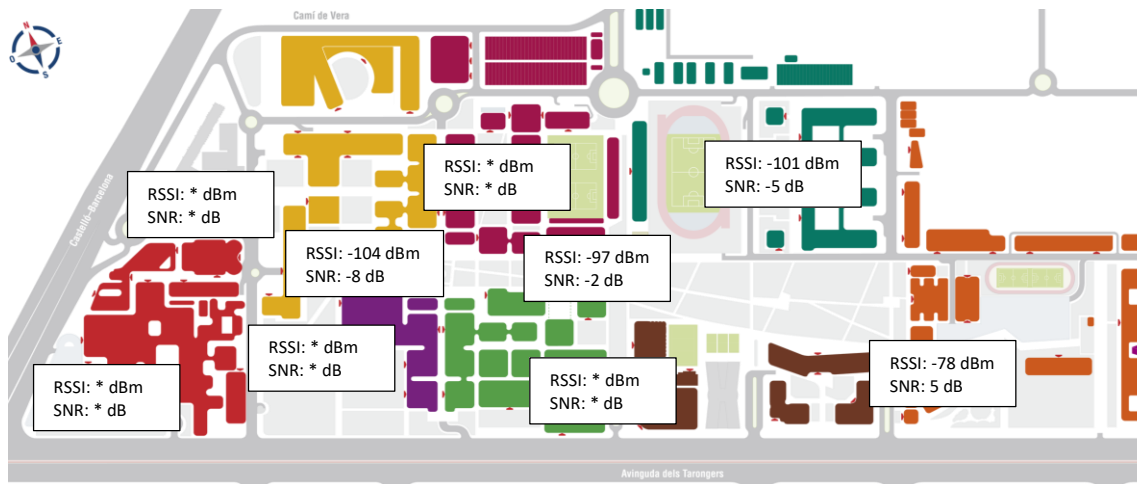 Camí de Vera
N
E
O
S
Castelló-Barcelona
RSSI: * dBm
SNR: * dB
RSSI: -101 dBm
SNR: -5 dB
RSSI: * dBm
SNR: * dB
RSSI: -104 dBm
SNR: -8 dB
RSSI: -97 dBm
SNR: -2 dB
RSSI: * dBm
SNR: * dB
RSSI: -78 dBm
SNR: 5 dB
RSSI: * dBm
SNR: * dB
RSSI: * dBm
SNR: * dB
Avinguda dels Tarongers